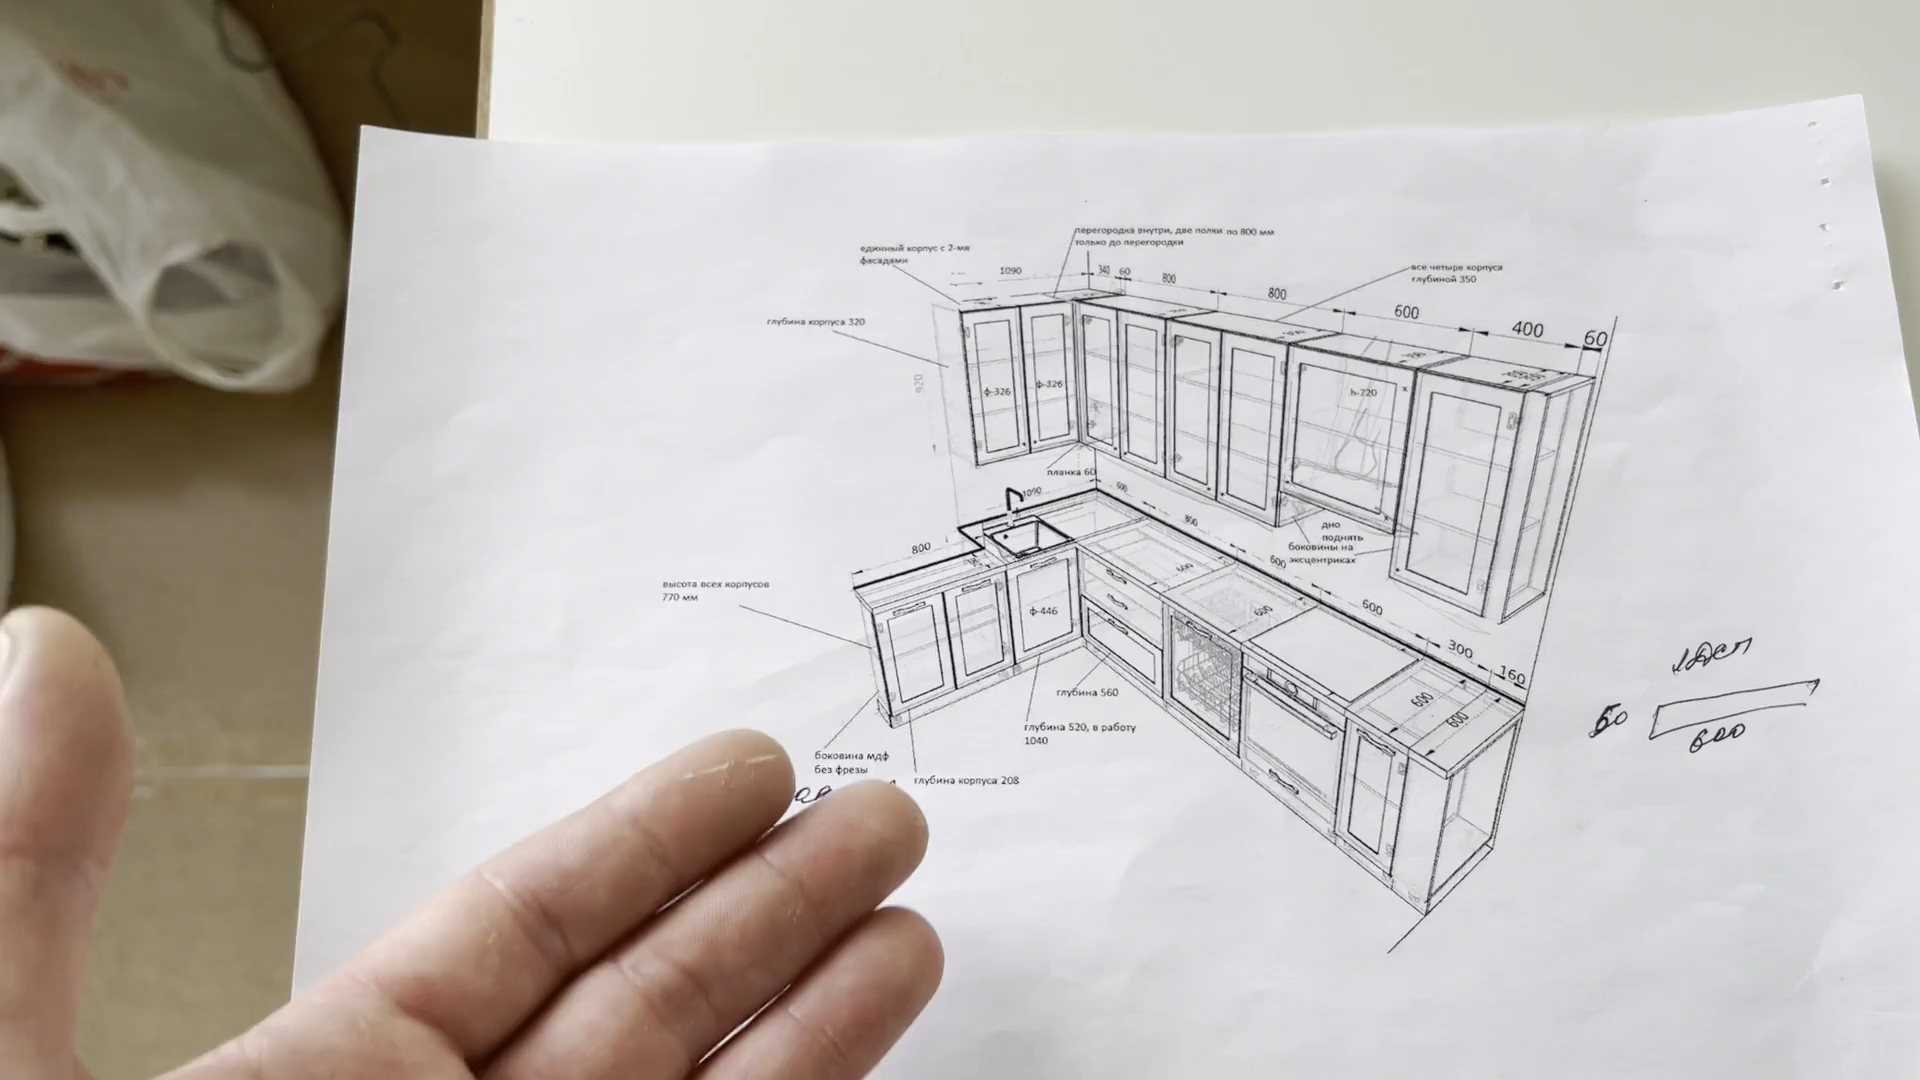 перегородка внутри, две полки по 800 мм
только до перегородки
единный корпус с 2-мя
фасадами
все четыре корпуса
глубиной 350
1090
340
60
800
800
600
400
60
глубина корпуса 320
920
ф-326
ф-326
h-720
планка 60
1090
600
800
600
600
300
160
дно
поднять
боковины на
эксцентриках
800
высота всех корпусов
770 мм
ф-446
600
600
600
600
глубина 560
глубина 520, в работу
1040
боковина мдф
без фрезы
глубина корпуса 208
лдсп
50
600